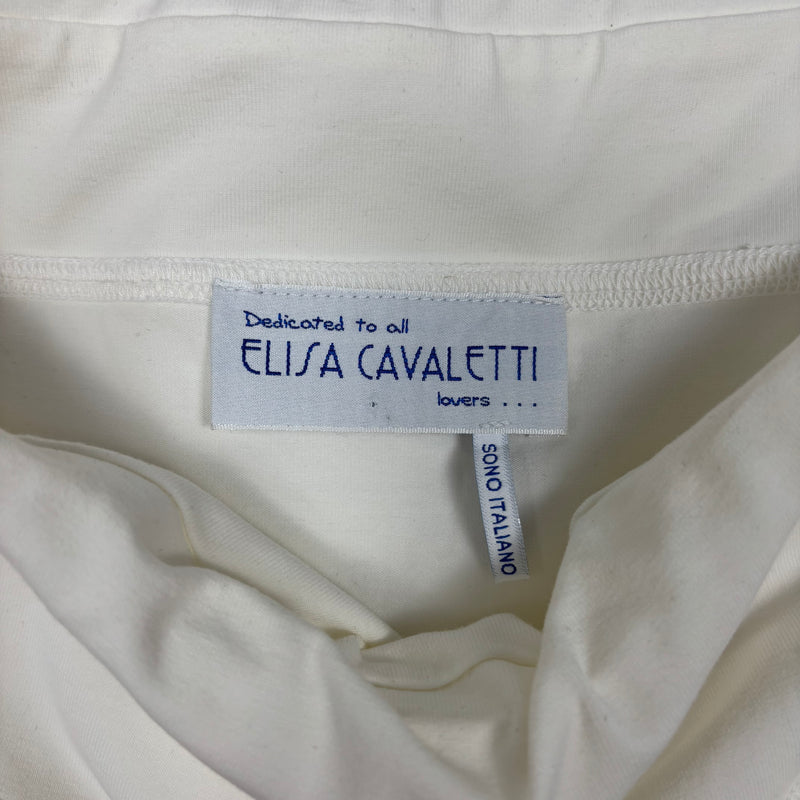 Dedicated to all
ELISA CAVALETTI
lovers ...
SONO ITALIANO